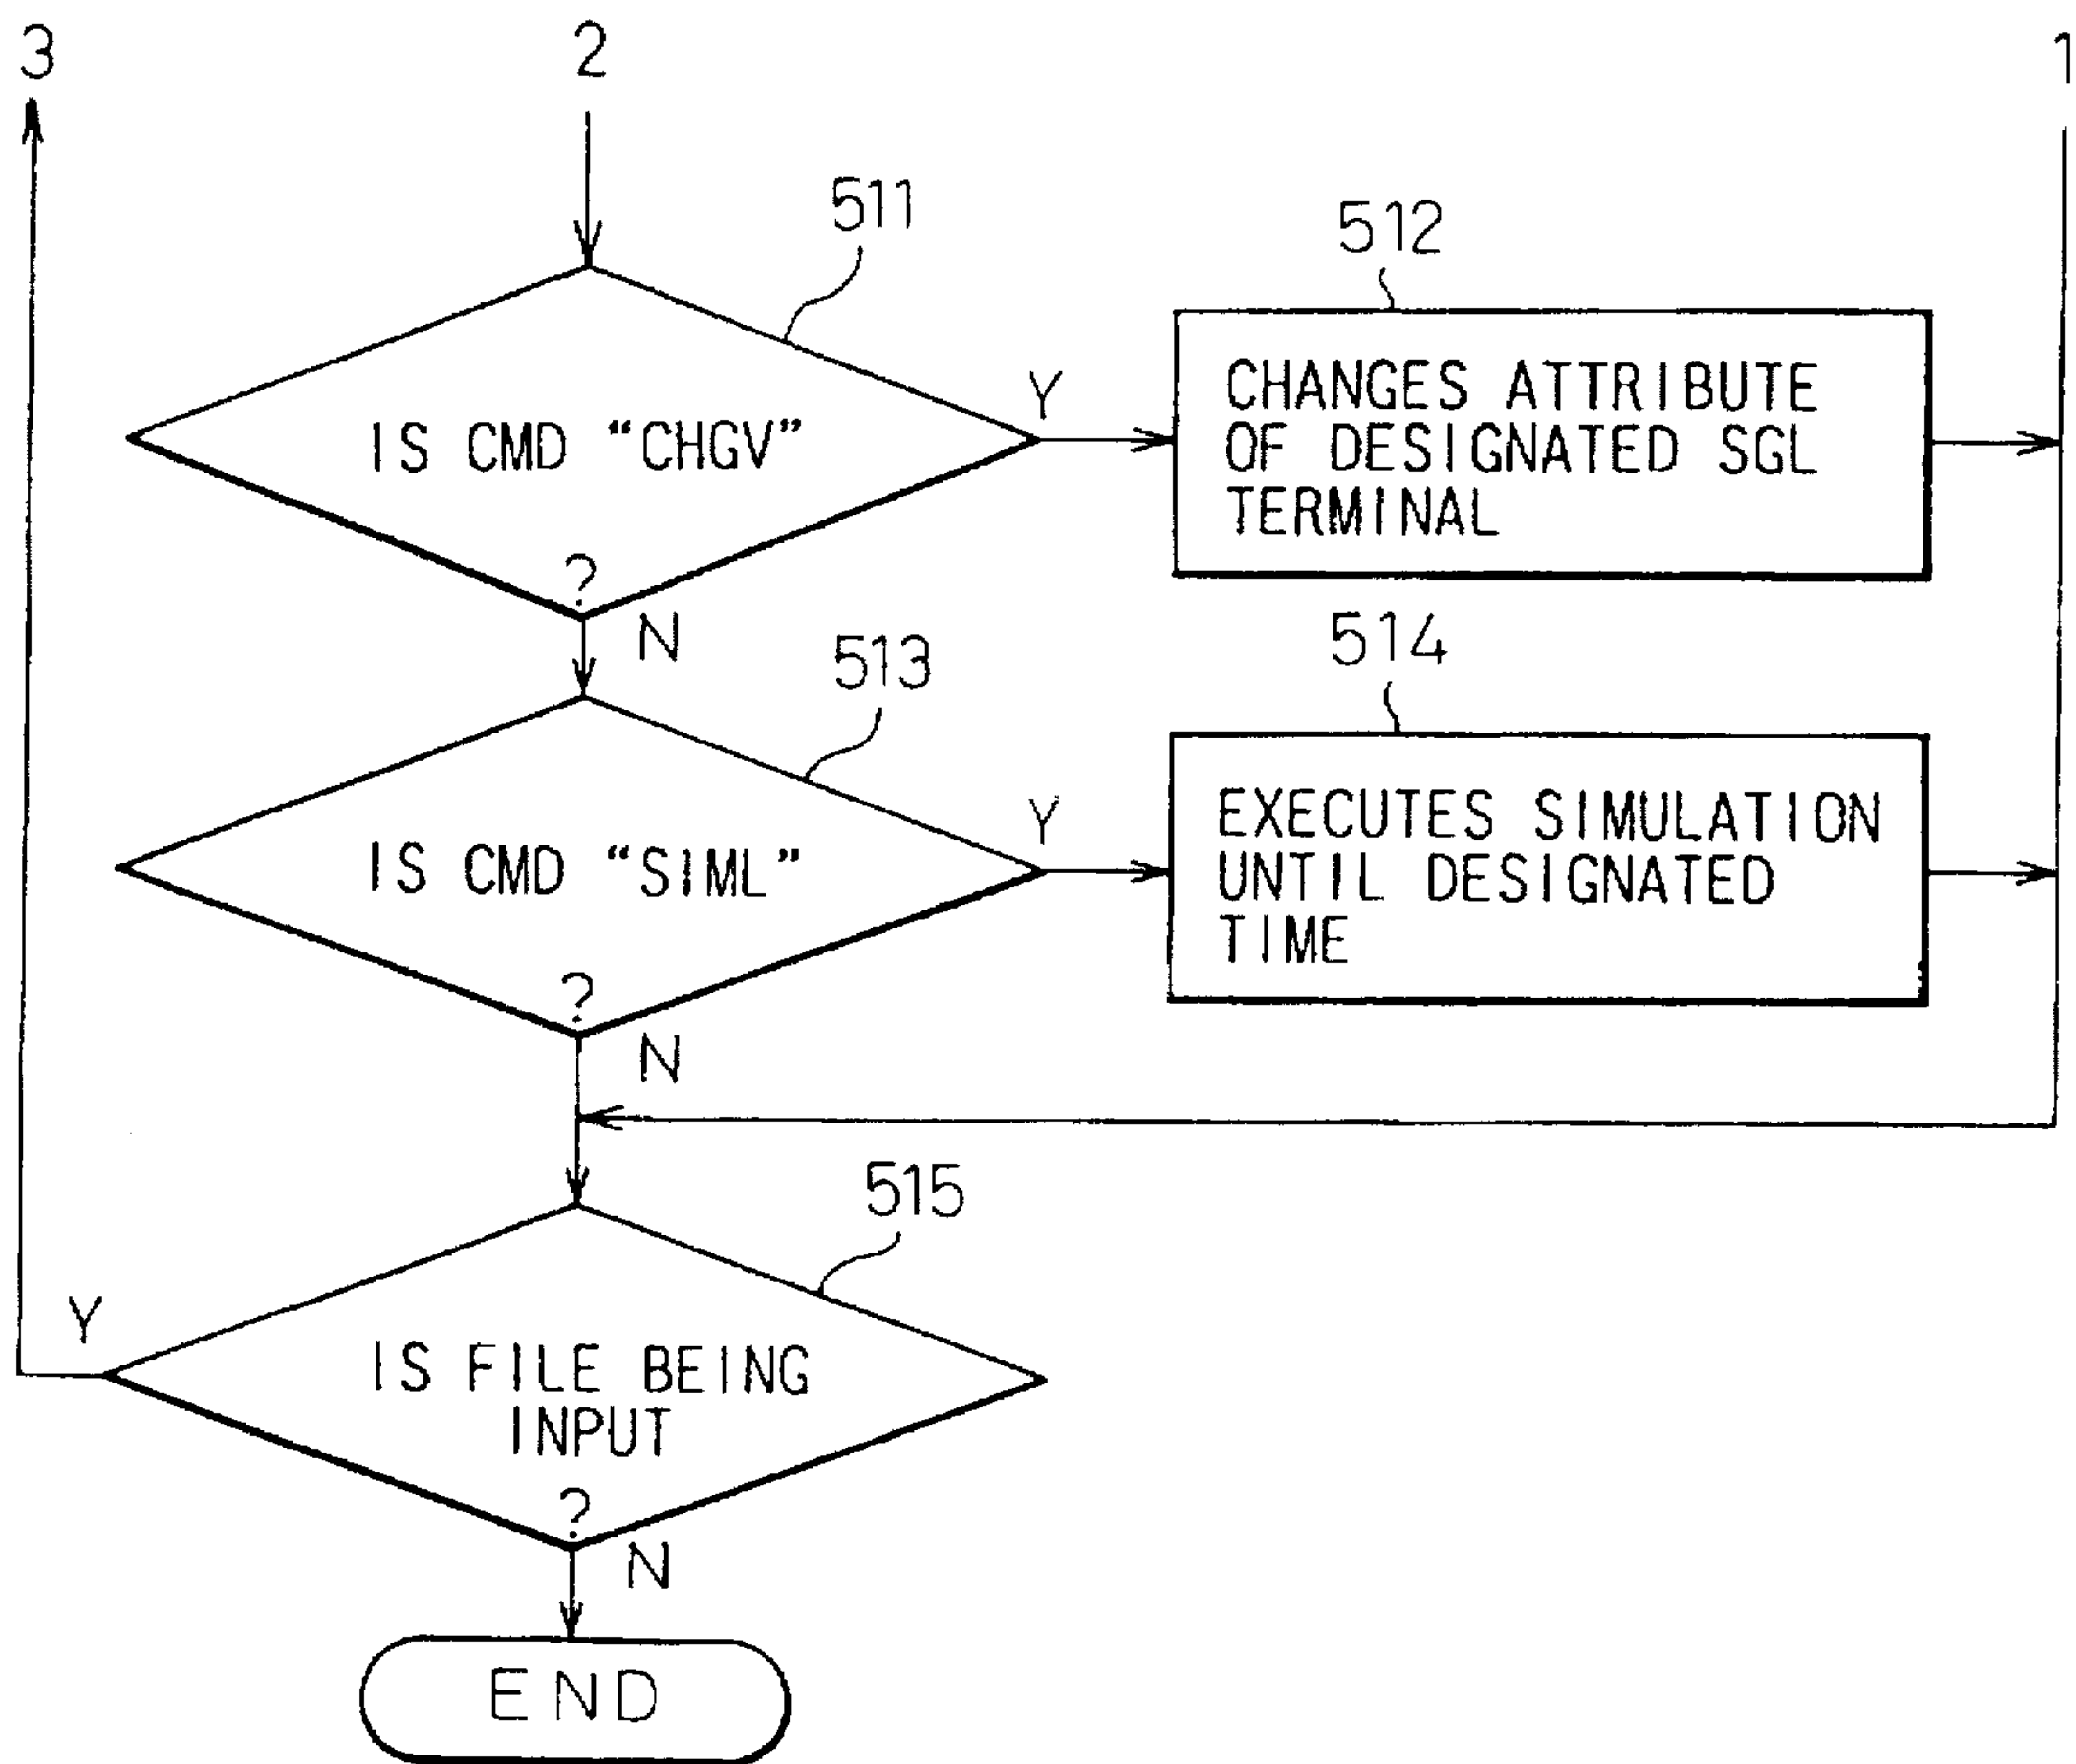 3
2
1
511
512
IS CMD “CHGV”
?
Y
N
CHANGES ATTRIBUTE
OF DESIGNATED SGL
TERMINAL
513
514
IS CMD “SIML”
?
Y
N
EXECUTES SIMULATION
UNTIL DESIGNATED
TIME
515
Y
IS FILE BEING
INPUT
?
N
END